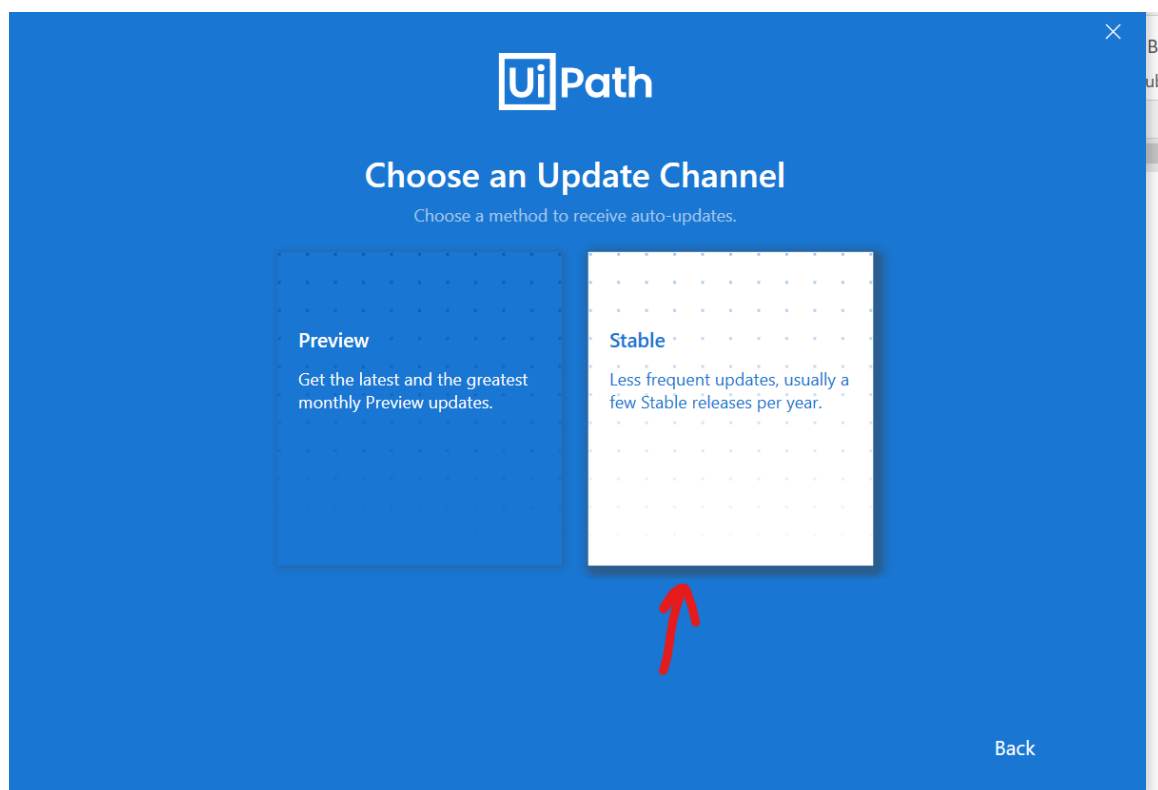 UiPath
Choose an Update Channel
Choose a method to receive auto-updates.
Preview
Get the latest and the greatest
monthly Preview updates.
Stable
Less frequent updates, usually a
few Stable releases per year.
Back